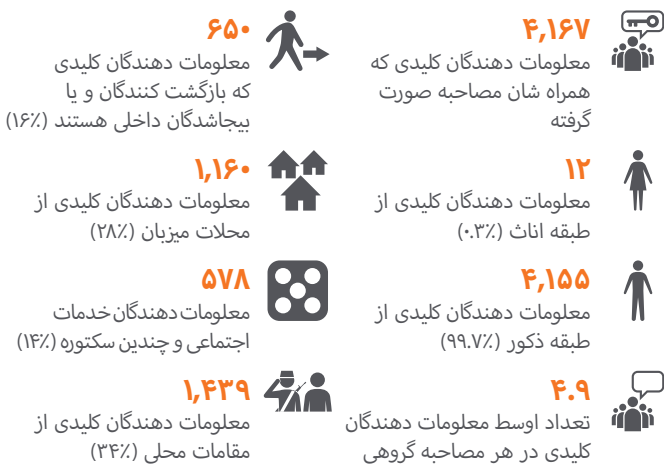 ۴,۱۶۷
معلومات دهندگان کلیدی که
همراه شان مصاحبه صورت
گرفته
۱۲
معلومات دهندگان کلیدی از
طبقه اناث (۰.۳٪)
۴,۱۵۵
معلومات دهندگان کلیدی از
طبقه ذکور (۹۹.۷٪)
۴.۹
تعداد اوسط معلومات دهندگان
کلیدی در هر مصاحبه گروهی
۶۵۰
معلومات دهندگان کلیدی
که بازگشت کنندگان و یا
بیجاشدگان داخلی هستند (۱۶٪)
۱,۱۶۰
معلومات دهندگان کلیدی از
محلات میزبان (۲۸٪)
۵۷۸
معلومات دهندگان خدمات
اجتماعی و چندین سکتوره (۱۴٪)
۱,۴۳۹
معلومات دهندگان کلیدی از
مقامات محلی (۳۴٪)